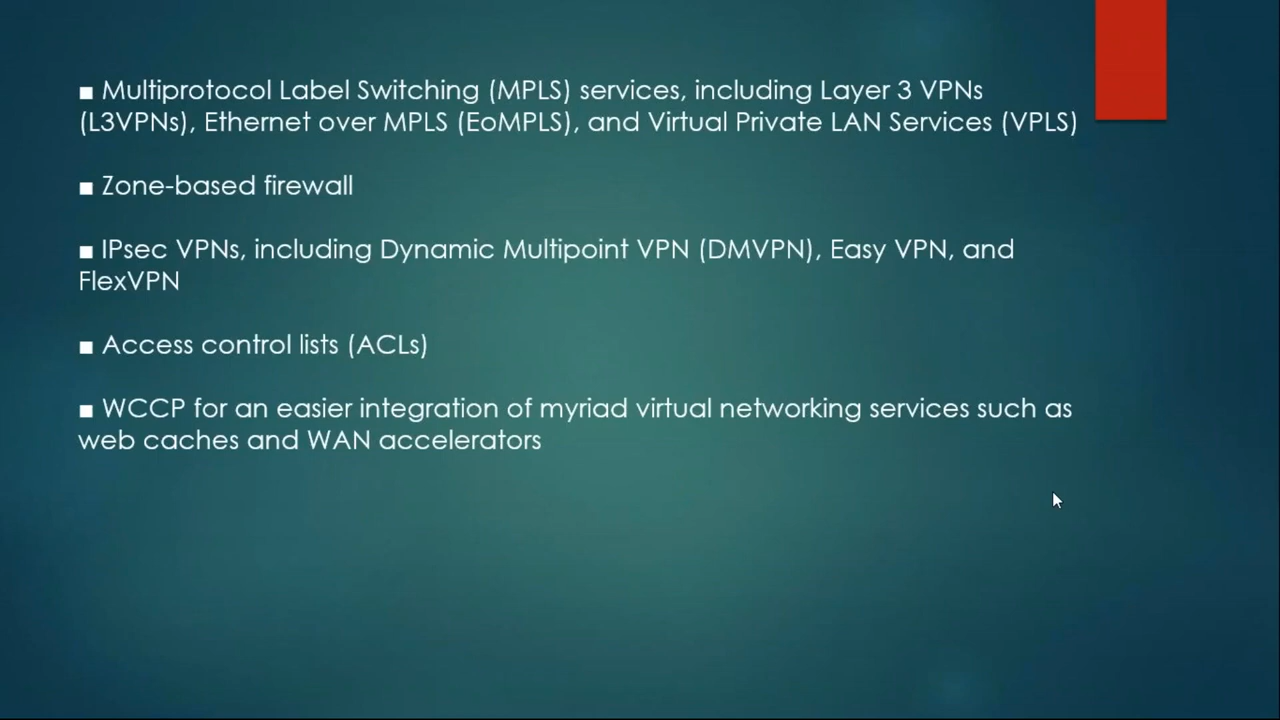 ■ Multiprotocol Label Switching (MPLS) services, including Layer 3 VPNs
(L3VPNs), Ethernet over MPLS (EoMPLS), and Virtual Private LAN Services (VPLS)
■ Zone-based firewall
■ IPsec VPNs, including Dynamic Multipoint VPN (DMVPN), Easy VPN, and
FlexVPN
■ Access control lists (ACLs)
■ WCCP for an easier integration of myriad virtual networking services such as
web caches and WAN accelerators